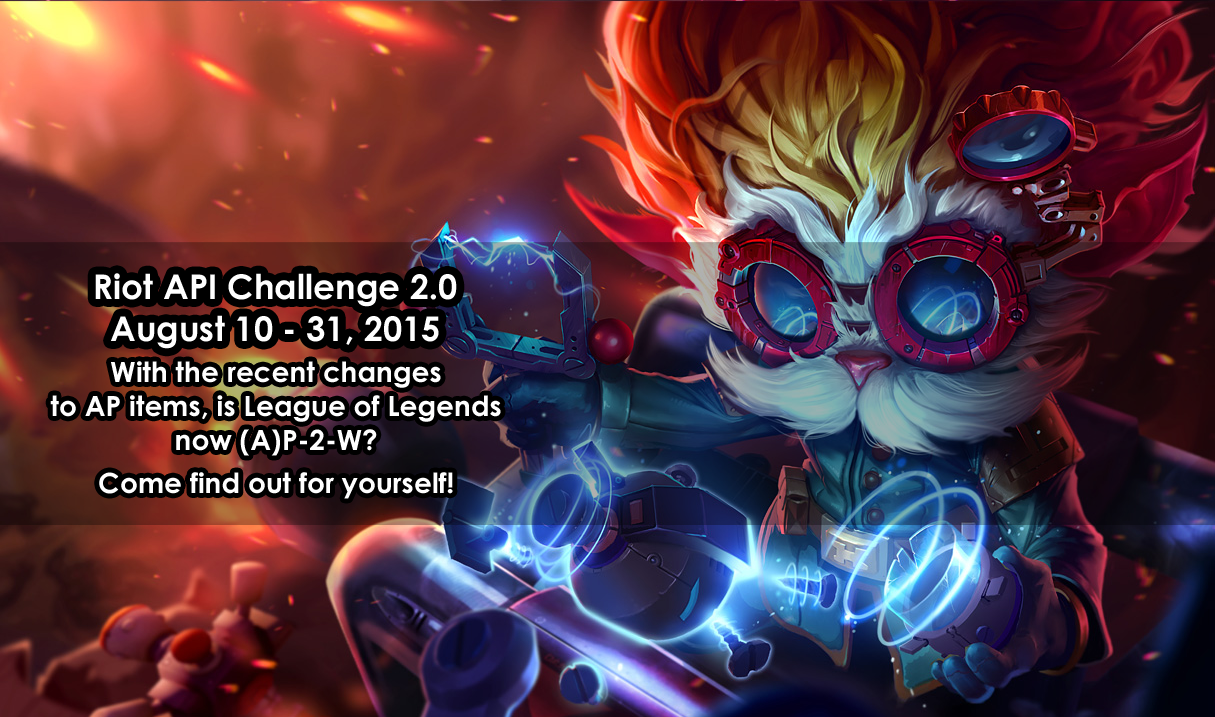 Riot API Challenge 2.0
August 10 - 31, 2015
With the recent changes
to AP items, is League of Legends
now (A)P-2-W?
Come find out for yourself!